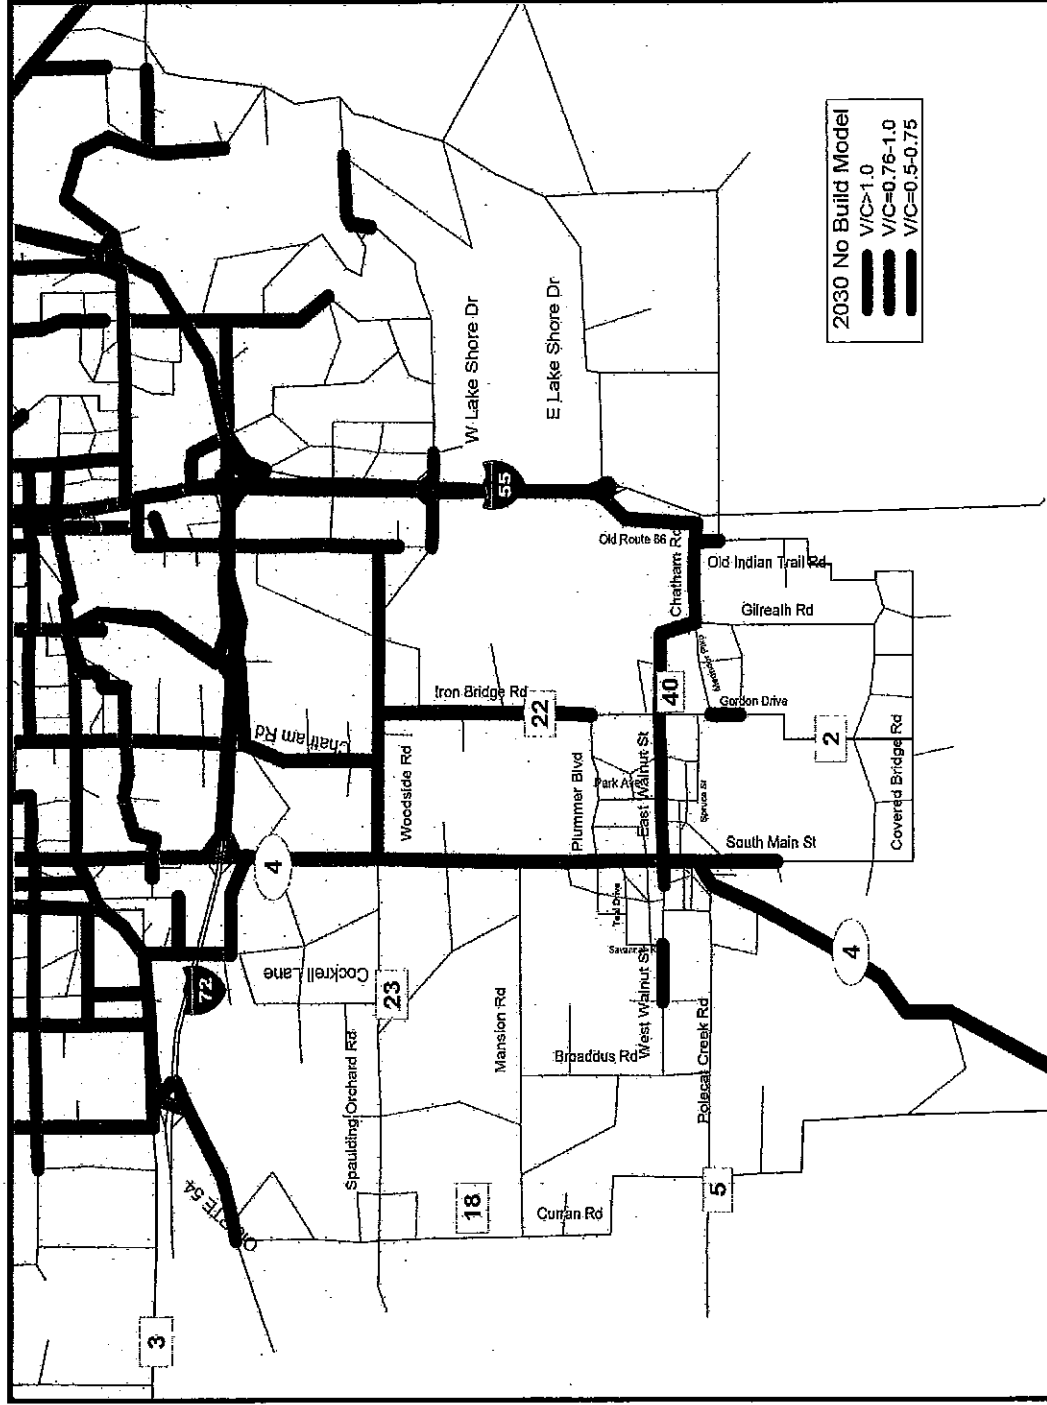 2030 No Build Model
V/C>1.0
V/C=0.76-1.0
V/C=0.5-0.75
W Lake Shore Dr
E Lake Shore Dr
55
Old Route 66
Chatham Rd
Old Indian Trail Rd
Gilreath Rd
Iron Bridge Rd
22
40
Gordon Drive
Chatham Rd
Woodside Rd
Plummer Blvd
Park Ave
East Walnut St
Spruce St
2
Covered Bridge Rd
4
South Main St
Cockrell Lane
72
23
Mansion Rd
West Walnut St
4
Spaulding Orchard Rd
Broaddus Rd
Polecat Creek Rd
18
Curran Rd
5
3